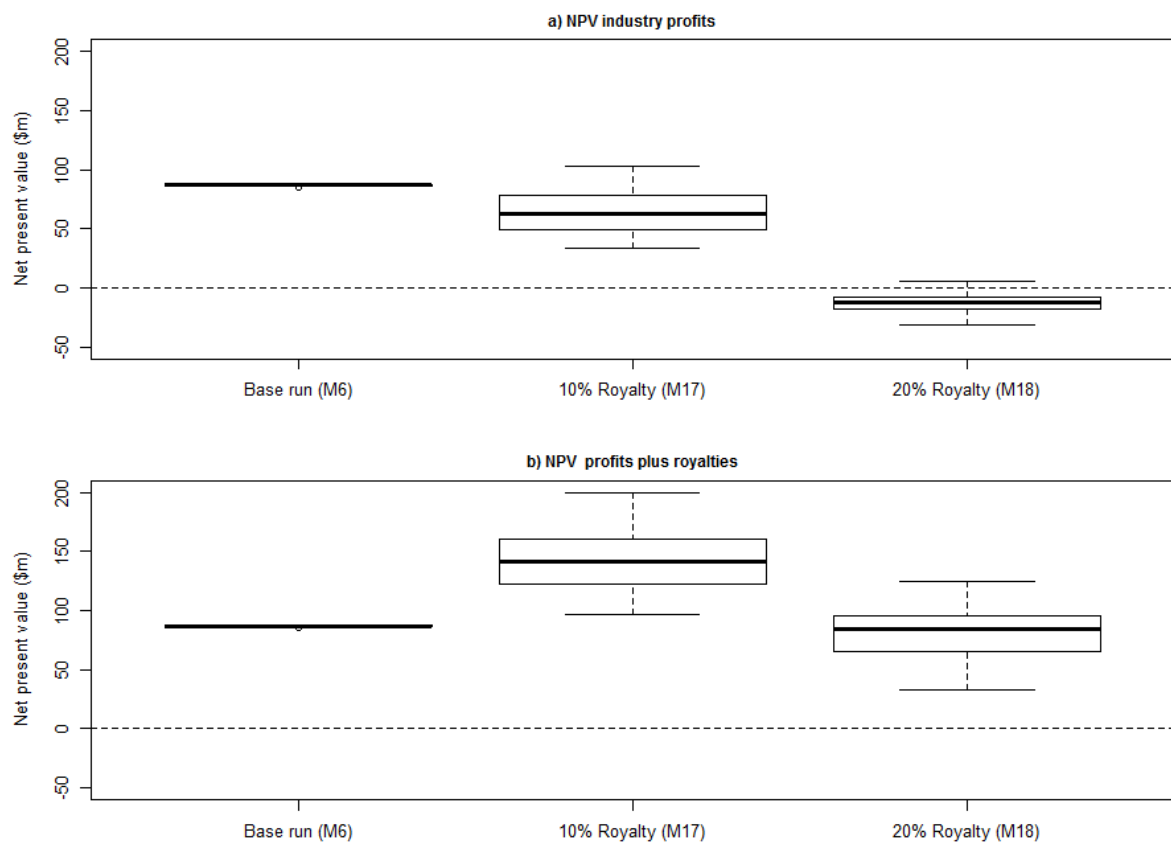 a) NPV industry profits
200
150
100
50
0
-50
Net present value ($m)
Base run (M6) 10% Royalty (M17) 20% Royalty (M18)
b) NPV profits plus royalties
200
150
100
50
0
-50
Net present value ($m)
Base run (M6) 10% Royalty (M17) 20% Royalty (M18)